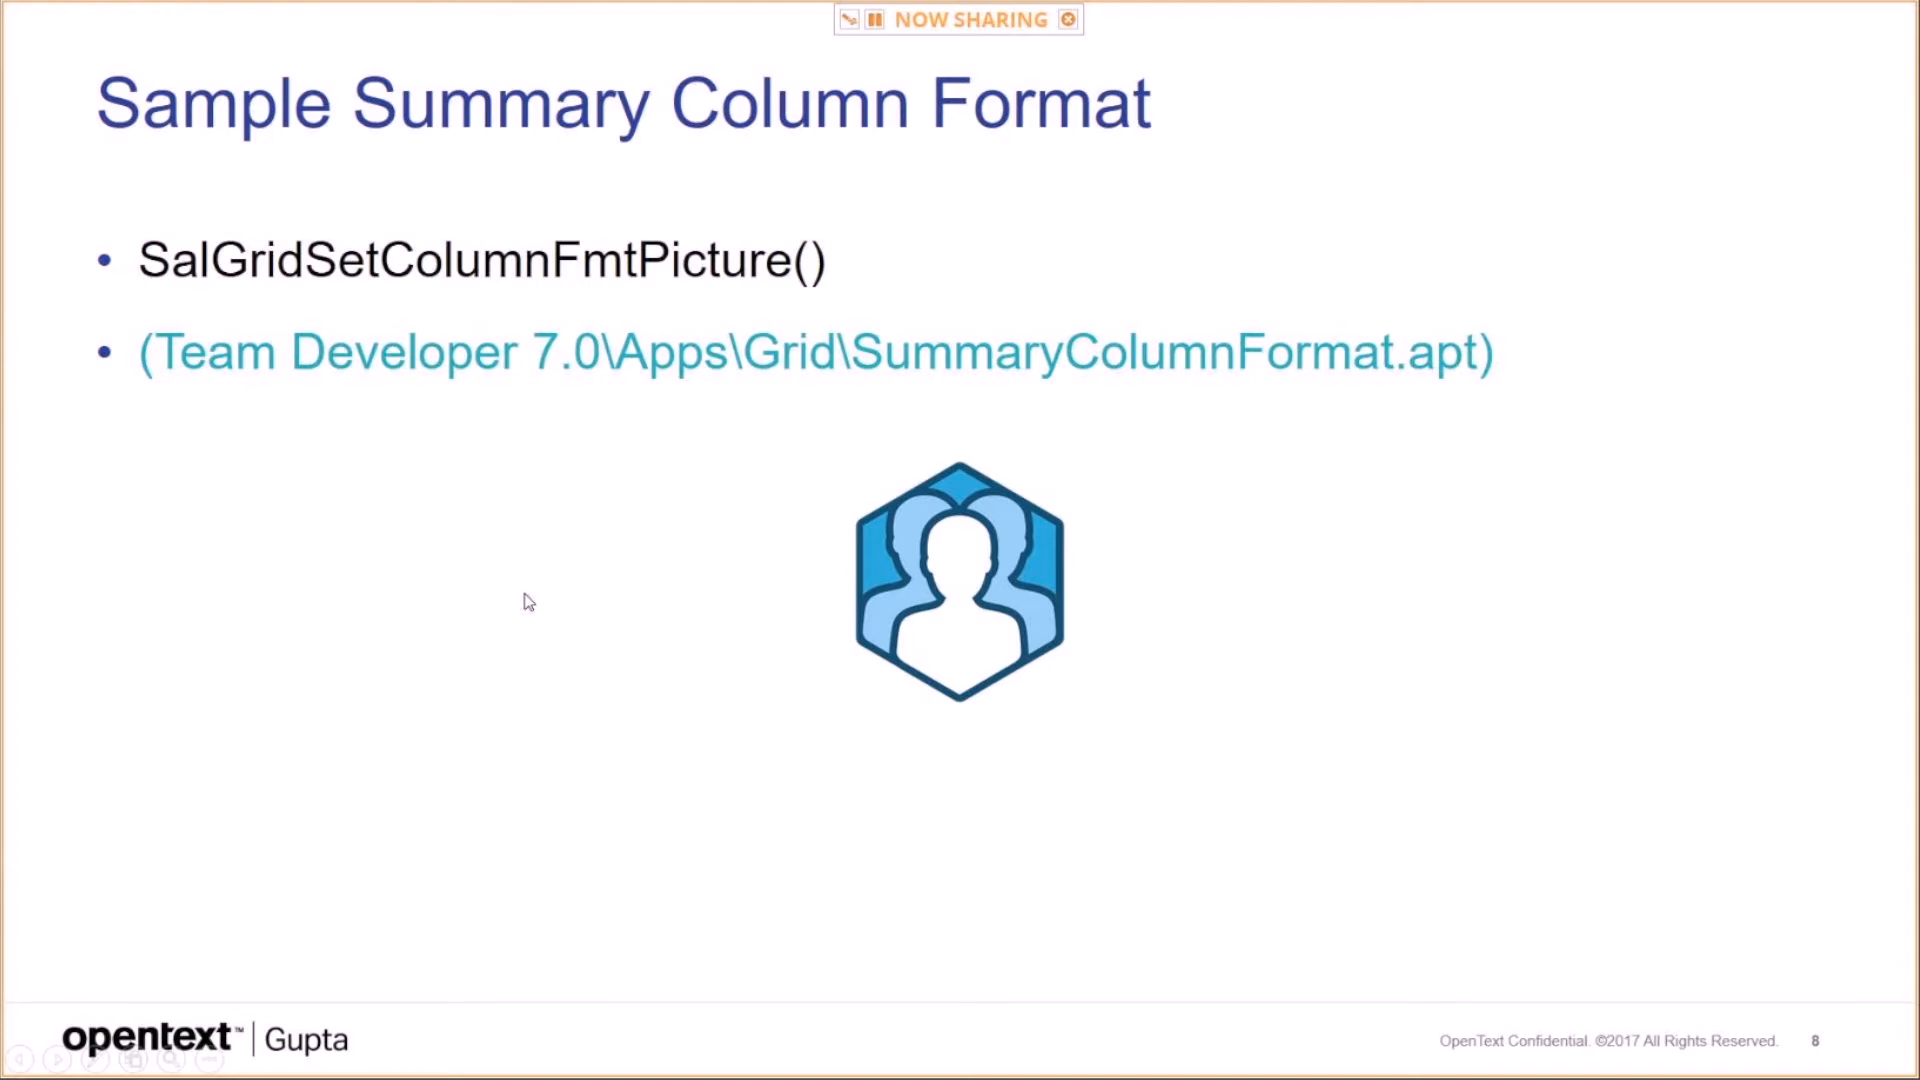 NOW SHARING
Sample Summary Column Format
• SalGridSetColumnFmtPicture()
• (Team Developer 7.0\Apps\Grid\SummaryColumnFormat.apt)
opentext™ | Gupta
OpenText Confidential. ©2017 All Rights Reserved. 8